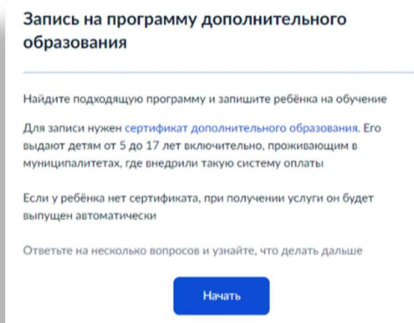 Запись на программу дополнительного
образования
Найдите подходящую программу и запишите ребёнка на обучение
Для записи нужен сертификат дополнительного образования. Его
выдают детям от 5 до 17 лет включительно, проживающим в
муниципалитетах, где внедрили такую систему оплаты
Если у ребёнка нет сертификата, при получении услуги он будет
выпущен автоматически
Ответьте на несколько вопросов и узнайте, что делать дальше
Начать